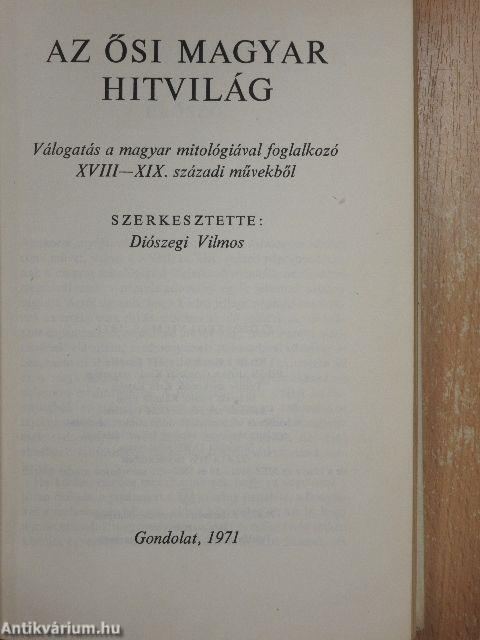 AZ ŐSI MAGYAR
HITVILÁG
Válogatás a magyar mitológiával foglalkozó
XVIII—XIX. századi művekből
SZERKESZTETTE:
Diószegi Vilmos
Gondolat, 1971
Antikvárium.hu